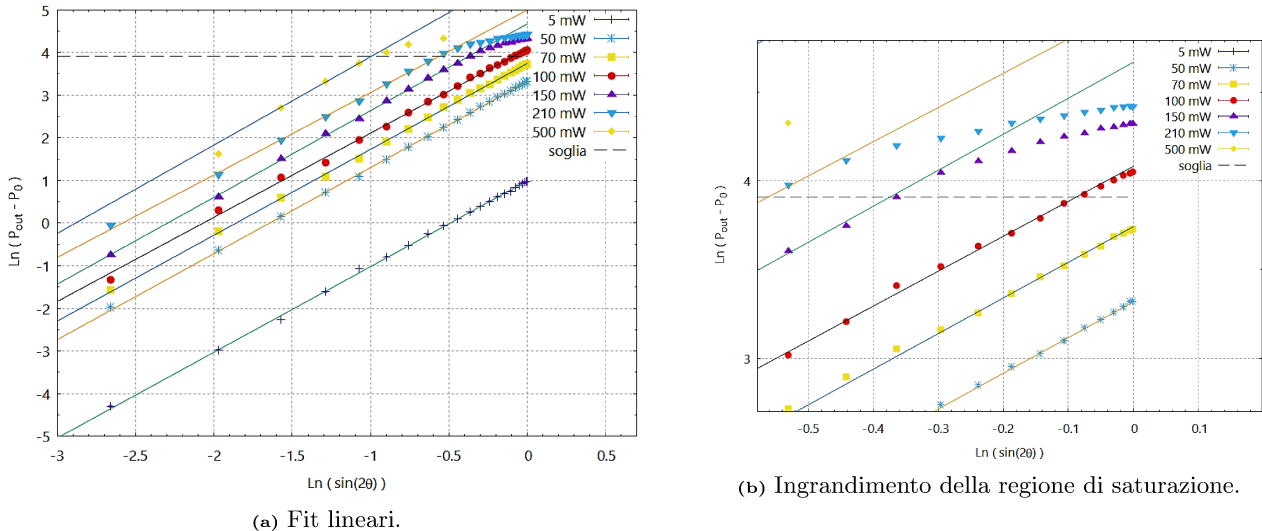 5
4
3
2
1
0
-1
-2
-3
-4
-5
-3
-2.5
-2
-1.5
-1
-0.5
0
0.5
Ln ( P_out - P_0 )
Ln ( sin(2θ) )
5 mW
50 mW
70 mW
100 mW
150 mW
210 mW
500 mW
soglia
(a) Fit lineari.
4
3
-0.5
-0.4
-0.3
-0.2
-0.1
0
0.1
Ln ( P_out - P_0 )
Ln ( sin(2θ) )
5 mW
50 mW
70 mW
100 mW
150 mW
210 mW
500 mW
soglia
(b) Ingrandimento della regione di saturazione.